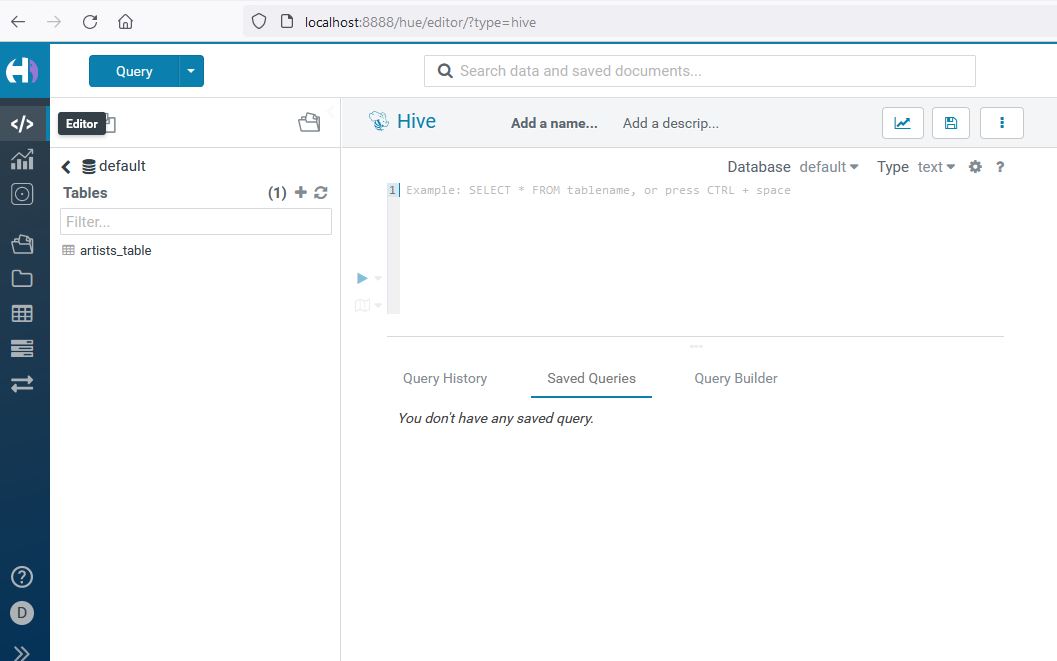 localhost:8888/hue/editor/?type=hive
Query
Search data and saved documents...
Editor
Hive
Add a name...
Add a descrip...
default
Database default
Type text
?
Tables
(1)
1
Example: SELECT * FROM tablename, or press CTRL + space
Filter...
artists_table
Query History
Saved Queries
Query Builder
You don't have any saved query.
?
D